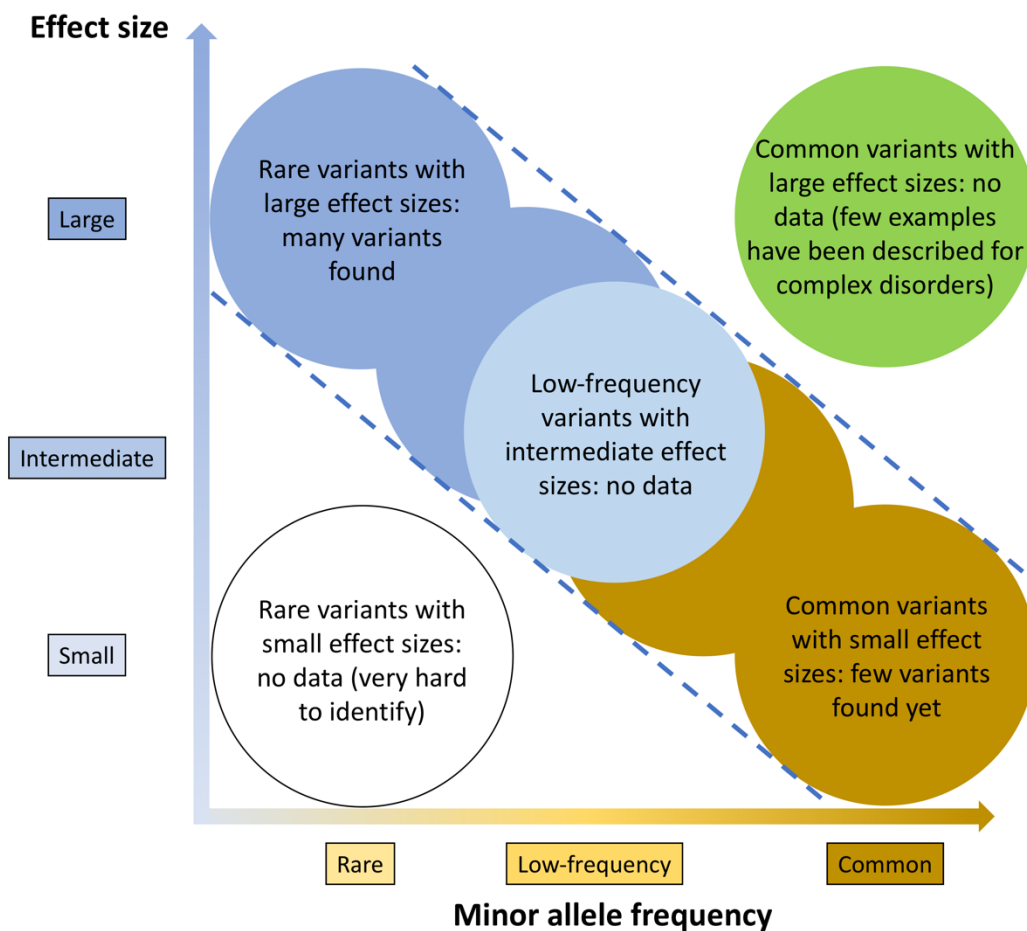 Effect size
Rare variants with
large effect sizes:
many variants
found
Common variants with
large effect sizes: no
data (few examples
have been described for
complex disorders)
Large
Low-frequency
variants with
intermediate effect
sizes: no data
Intermediate
Rare variants with
small effect sizes:
no data (very hard
to identify)
Common variants
with small effect
sizes: few variants
found yet
Small
Rare
Low-frequency
Common
Minor allele frequency